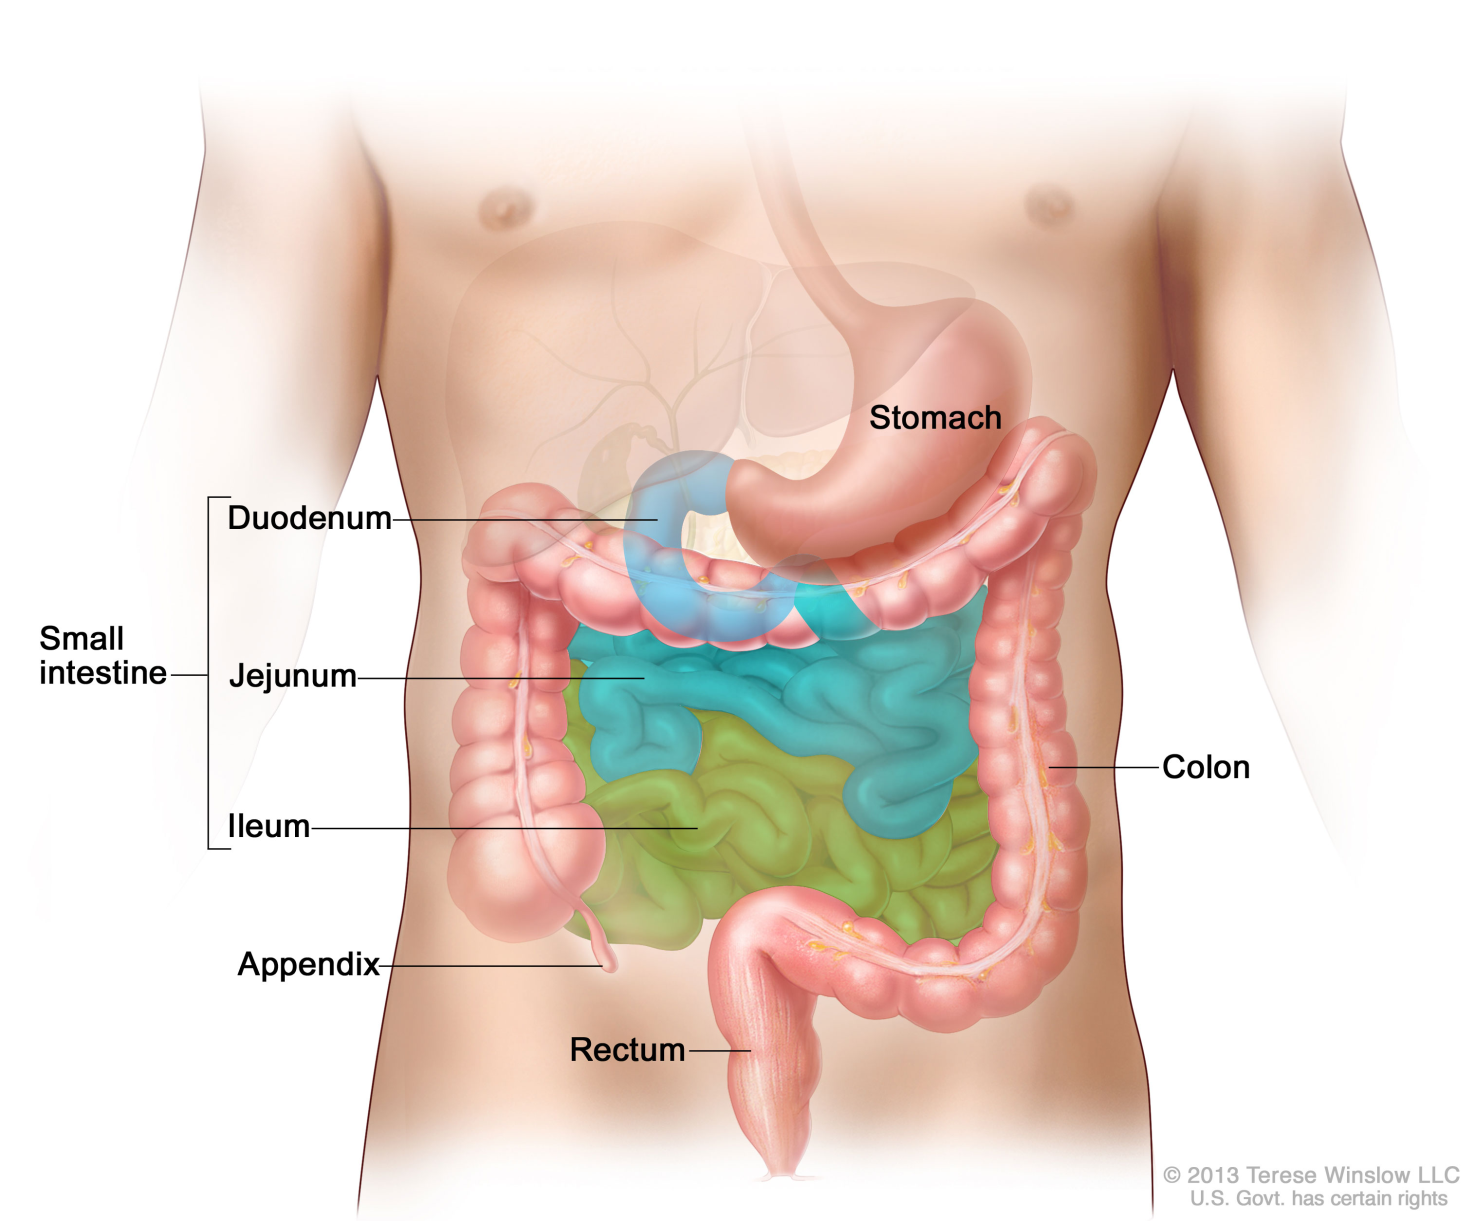 Stomach
Duodenum
Small
intestine
Jejunum
Colon
Ileum
Appendix
Rectum
© 2013 Terese Winslow LLC
U.S. Govt. has certain rights